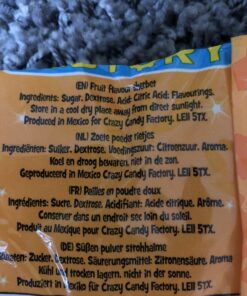 TORY
(EN) Fruit flavour sherbet
Ingredients: Sugar, Dextrose, Acid: Citric Acid; Flavourings.
Store in a cool dry place away from direct sunlight.
Produced in Mexico for Crazy Candy Factory. LE11 5TX.
(NL) Zoete poeder rietjes
Ingrediënten: Suiker, Dextrose, Voedingszuur: Citroenzuur, Aroma.
Koel en droog bewaren, niet in de zon.
Geproduceerd in Mexico Crazy Candy Factory. LE11 5TX.
(FR) Pailles en poudre doux
Ingrédients: Sucre, Dextrose, Acidifiant: Acide citrique, Arôme.
Conserver dans un endroit sec loin du soleil.
Produit au Mexique pour Crazy Candy Factory. LE11 5TX.
(DE) Süßen pulver strohhalme
Zucker, Dextrose, Säurerungsmittel: Zitronensäure, Aroma
Kühl und trocken lagern, nicht in der sonne.
Produziert in Mexiko für Crazy Candy Factory. LE11 5TX.